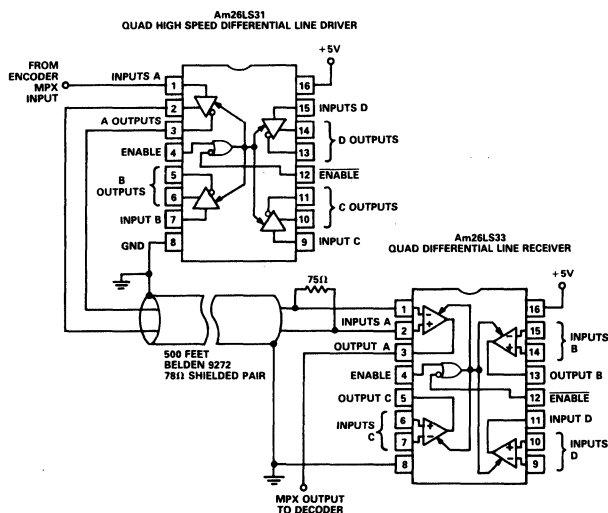 Am26LS31
QUAD HIGH SPEED DIFFERENTIAL LINE DRIVER
FROM
ENCODER
MPX
INPUT
INPUTS A
A OUTPUTS
ENABLE
B
OUTPUTS
INPUT B
GND
1
2
3
4
5
6
7
8
+5V
16
15
14
13
12
11
10
9
INPUTS D
D OUTPUTS
ENABLE
C OUTPUTS
INPUT C
Am26LS33
QUAD DIFFERENTIAL LINE RECEIVER
75Ω
500 FEET
BELDEN 9272
78Ω SHIELDED PAIR
INPUTS A
OUTPUT A
ENABLE
OUTPUT C
INPUTS
C
1
2
3
4
5
6
7
8
- 
+
+
-
+5V
16
15
14
13
12
11
10
9
-
+
+
-
INPUTS
B
OUTPUT B
ENABLE
INPUT D
INPUTS
D
MPX OUTPUT
TO DECODER